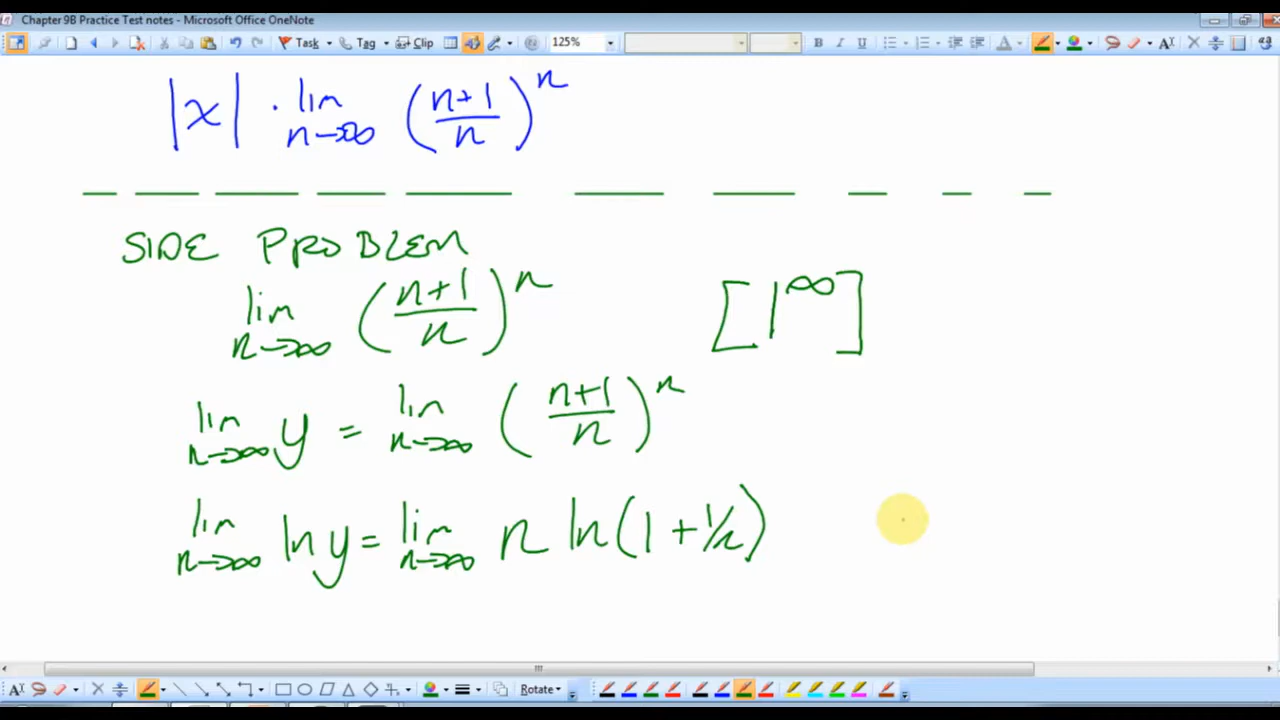 Chapter 9B Practice Test notes - Microsoft Office OneNote
Task Tag Clip 125% B I U
|x| · lim n→∞ ((n+1)/n)^n
SIDE PROBLEM
lim n→∞ ((n+1)/n)^n [1^∞]
lim n→∞ y = lim n→∞ ((n+1)/n)^n
lim n→∞ ln y = lim n→∞ n ln(1 + 1/n)
Rotate